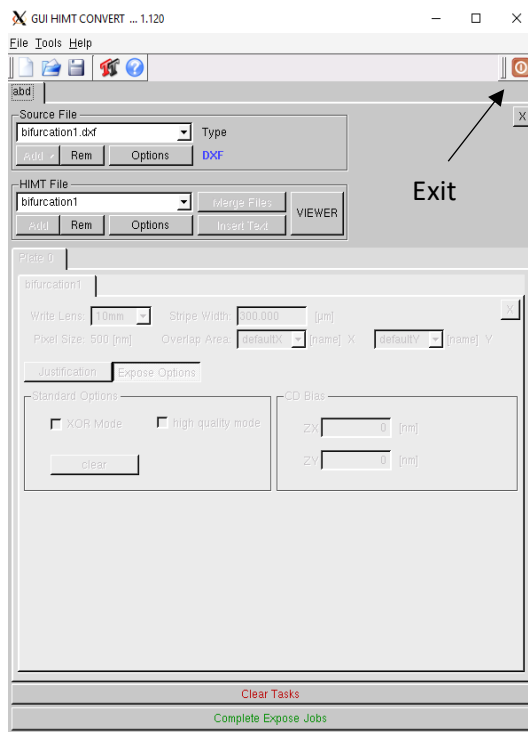 GUI HIMT CONVERT ... 1.120
File Tools Help
abd
Exit
Source File
bifurcation1.dxf Type
Add Rem Options DXF
HIMT File
bifurcation1 Merge Files VIEWER
Add Rem Options Insert Text
Plate 0
bifurcation1
X
Write Lens: 10mm Stripe Width: 300.000 [µm]
X
Pixel Size: 500 [nm] Overlap Area: defaultX [name] X defaultY [name] Y
Justification Expose Options
Standard Options CD Bias
XOR Mode high quality mode ZX 0 [nm]
clear ZY 0 [nm]
Clear Tasks
Complete Expose Jobs